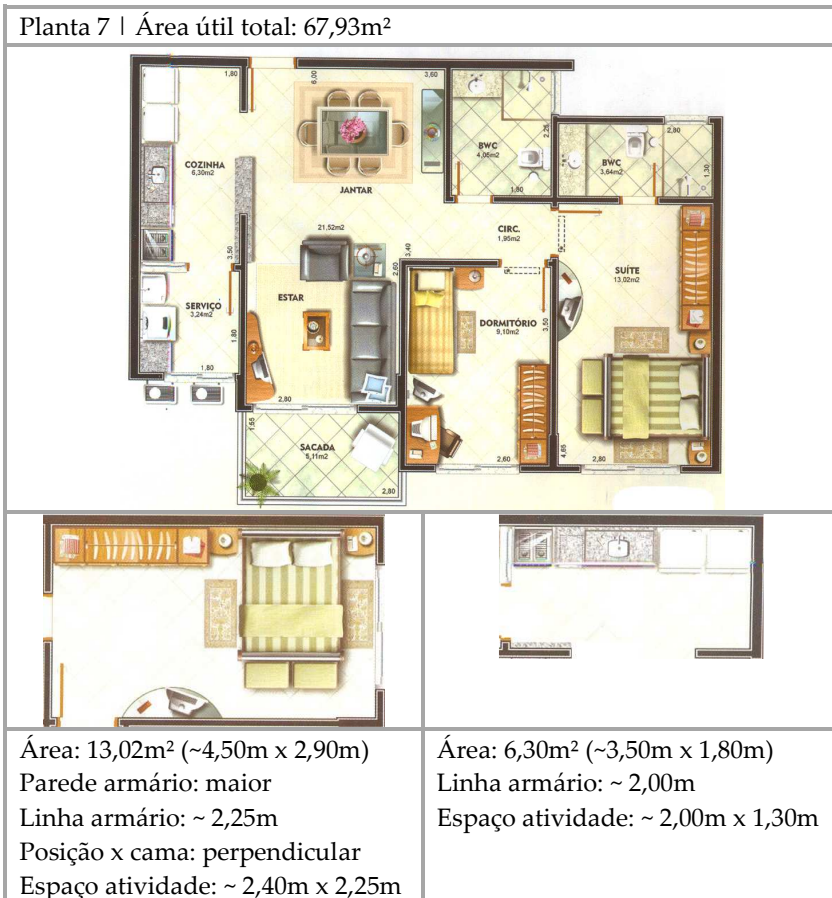 Planta 7 | Área útil total: 67,93m²
1,80
6,00
3,60
COZINHA
6,30m2
JANTAR
21,52m2
BWC
4,05m2
2,25
1,80
BWC
3,64m2
2,80
1,30
CIRC.
1,95m2
3,50
3,40
2,60
SERVIÇO
3,24m2
1,80
1,80
ESTAR
2,80
DORMITÓRIO
9,10m2
3,50
2,60
SUÍTE
13,02m2
4,65
2,80
1,55
SACADA
5,11m2
2,80
Área: 13,02m² (~4,50m x 2,90m)
Parede armário: maior
Linha armário: ~ 2,25m
Posição x cama: perpendicular
Espaço atividade: ~ 2,40m x 2,25m
Área: 6,30m² (~3,50m x 1,80m)
Linha armário: ~ 2,00m
Espaço atividade: ~ 2,00m x 1,30m